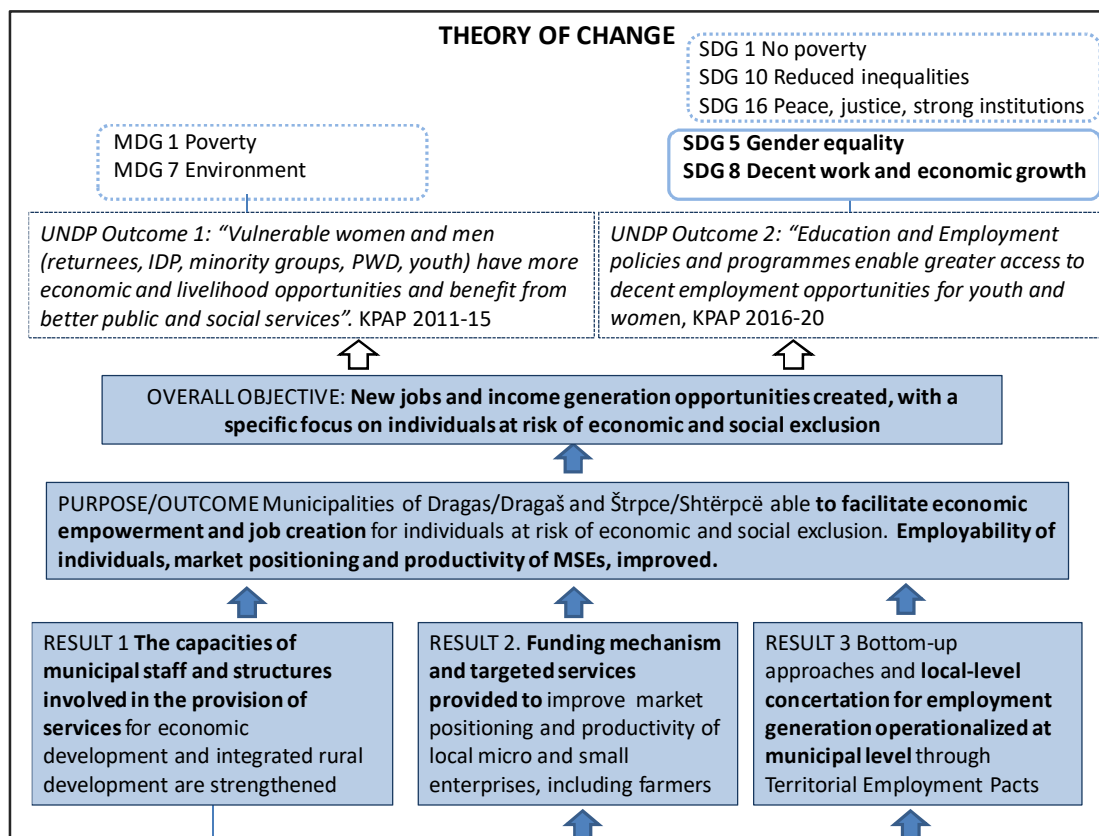 THEORY OF CHANGE
SDG 1 No poverty
SDG 10 Reduced inequalities
SDG 16 Peace, justice, strong institutions
MDG 1 Poverty
MDG 7 Environment
SDG 5 Gender equality
SDG 8 Decent work and economic growth
UNDP Outcome 1: “Vulnerable women and men
(returnees, IDP, minority groups, PWD, youth) have more
economic and livelihood opportunities and benefit from
better public and social services”. KPAP 2011-15
UNDP Outcome 2: “Education and Employment
policies and programmes enable greater access to
decent employment opportunities for youth and
women, KPAP 2016-20
OVERALL OBJECTIVE: New jobs and income generation opportunities created, with a
specific focus on individuals at risk of economic and social exclusion
PURPOSE/OUTCOME Municipalities of Dragas/Dragaš and Štrpce/Shtërpcë able to facilitate economic
empowerment and job creation for individuals at risk of economic and social exclusion. Employability of
individuals, market positioning and productivity of MSEs, improved.
RESULT 1 The capacities of
municipal staff and structures
involved in the provision of
services for economic
development and integrated rural
development are strengthened
RESULT 2. Funding mechanism
and targeted services
provided to improve market
positioning and productivity of
local micro and small
enterprises, including farmers
RESULT 3 Bottom-up
approaches and local-level
concertation for employment
generation operationalized at
municipal level through
Territorial Employment Pacts